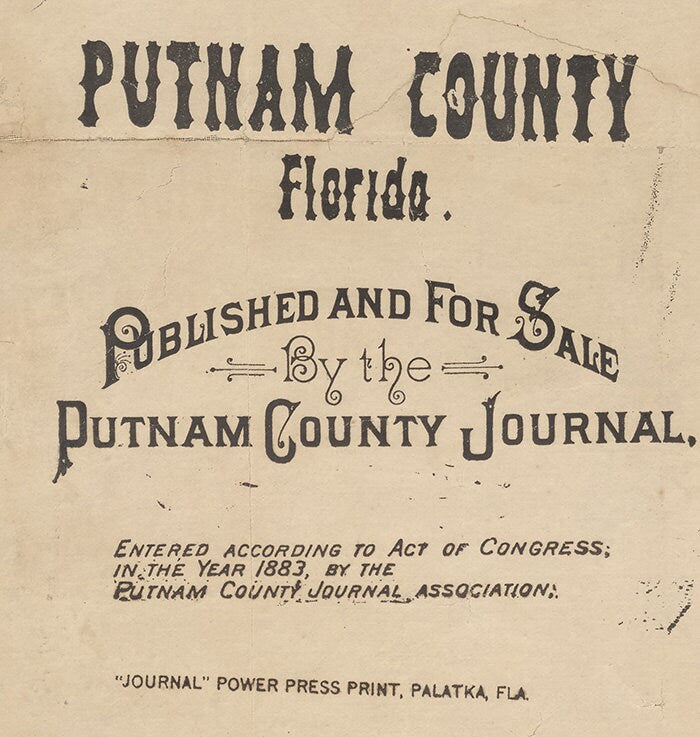 PUTNAM COUNTY
Florida.
PUBLISHED AND FOR SALE
By the
PUTNAM COUNTY JOURNAL,
ENTERED ACCORDING TO ACT OF CONGRESS;
IN THE YEAR 1883, BY THE
PUTNAM COUNTY JOURNAL ASSOCIATION;
"JOURNAL" POWER PRESS PRINT, PALATKA, FLA.